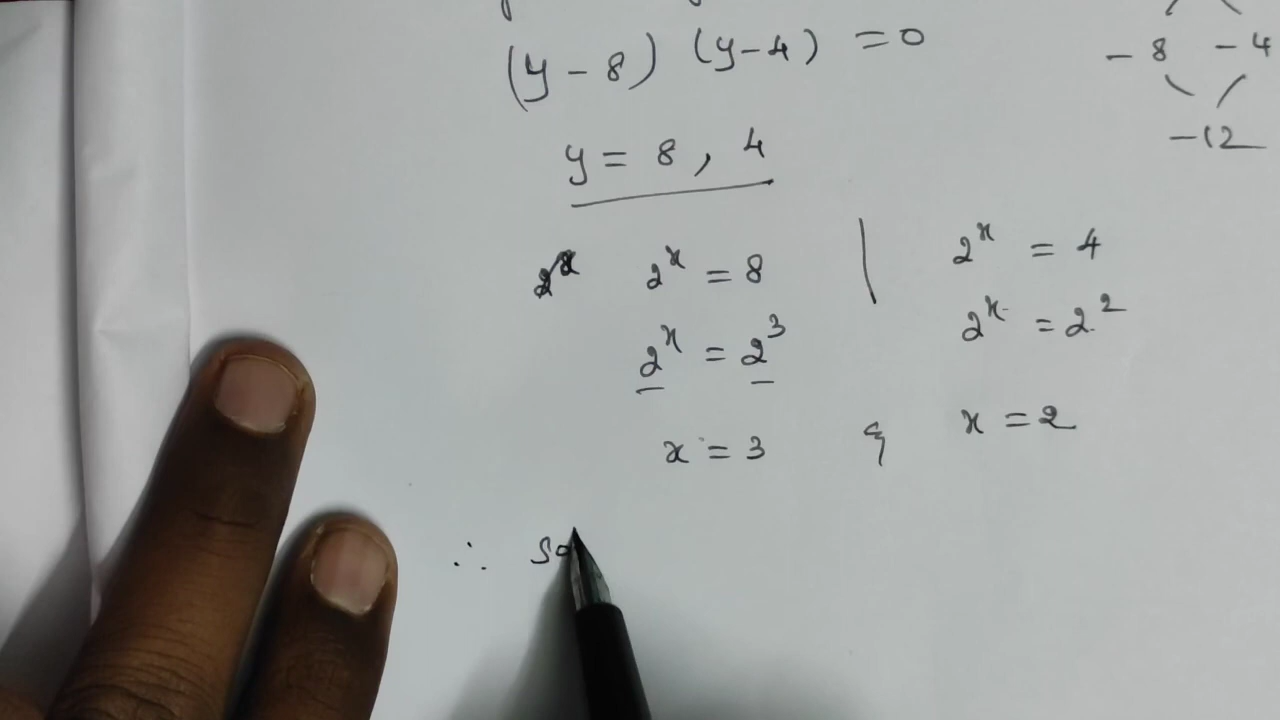 (y - 8) (y - 4) = 0
- 8 - 4
- 12
y = 8 , 4
2^x = 8 | 2^x = 4
2^x = 2^3 2^x = 2^2
x = 3 & x = 2
∴ so